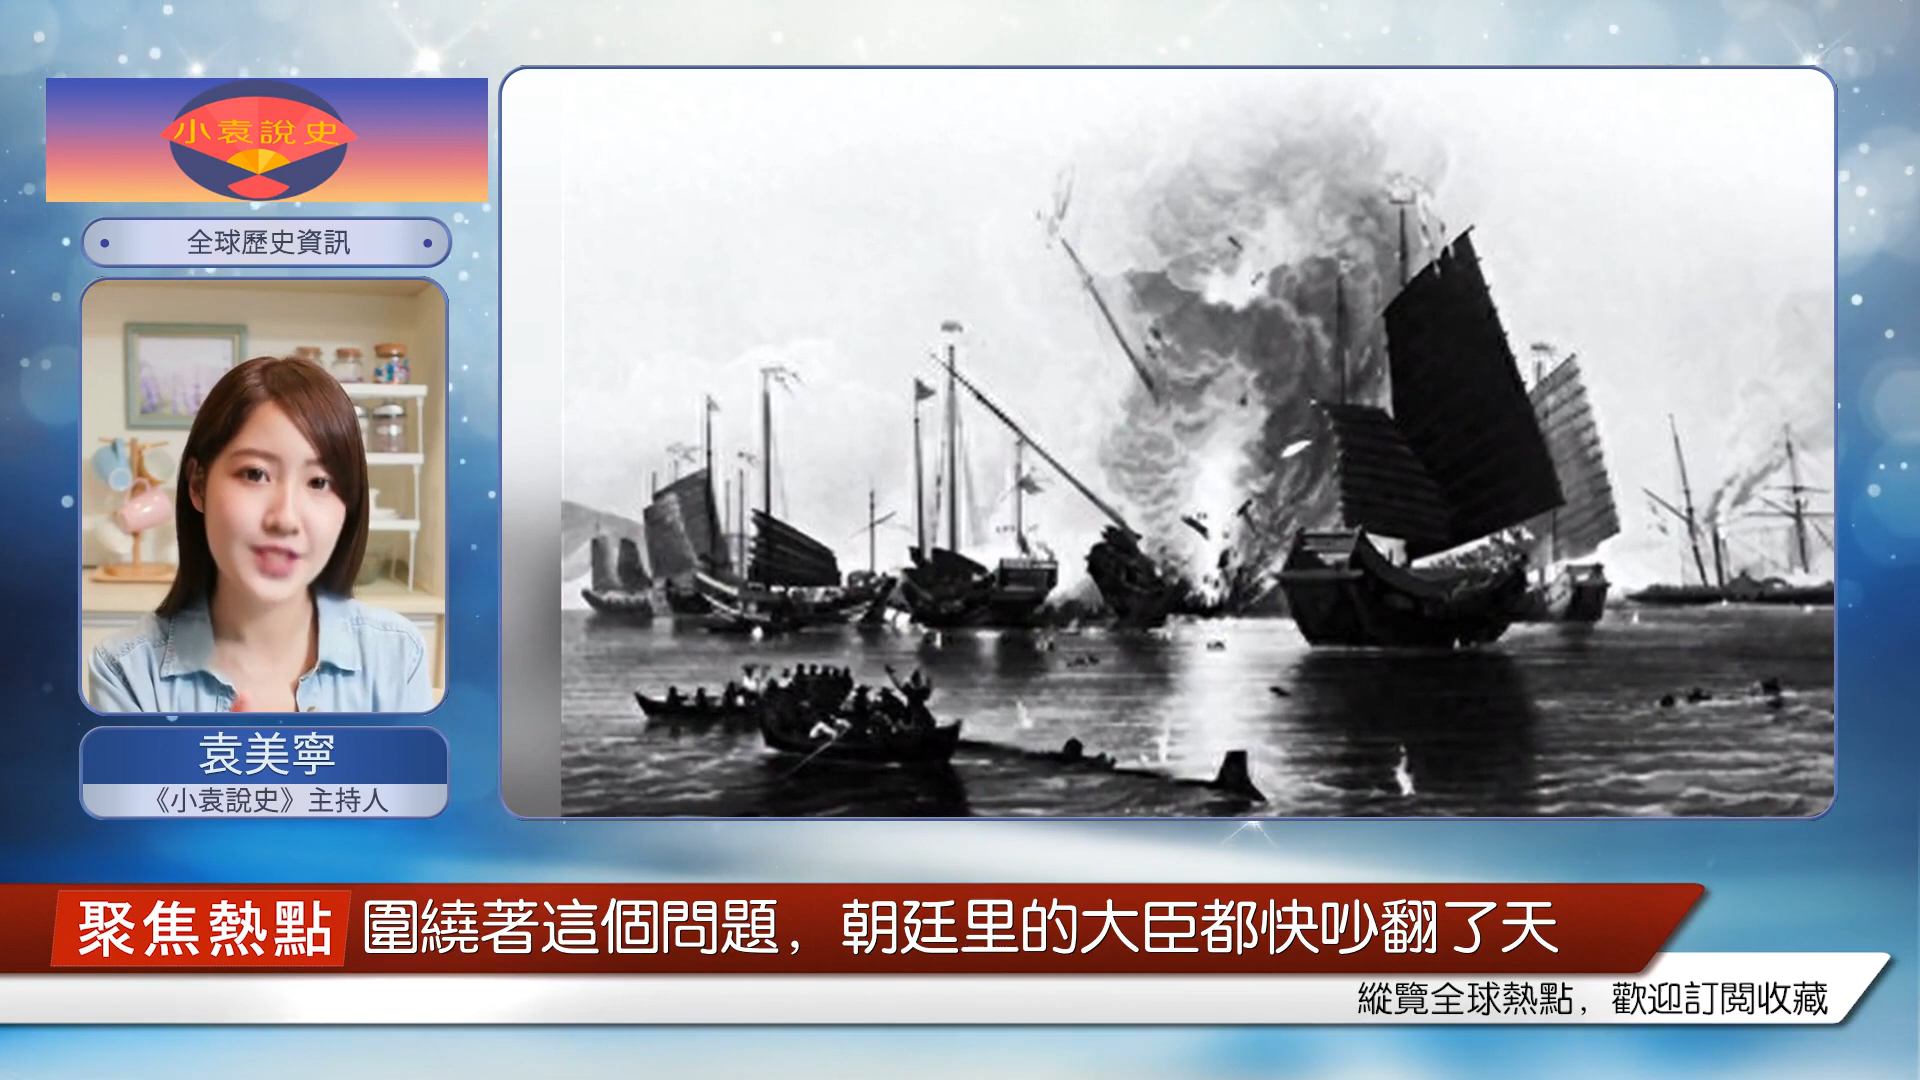 小袁說史
全球歷史資訊
袁美寧
《小袁說史》主持人
聚焦熱點
圍繞著這個問題，朝廷里的大臣都快吵翻了天
縱覽全球熱點，歡迎訂閱收藏